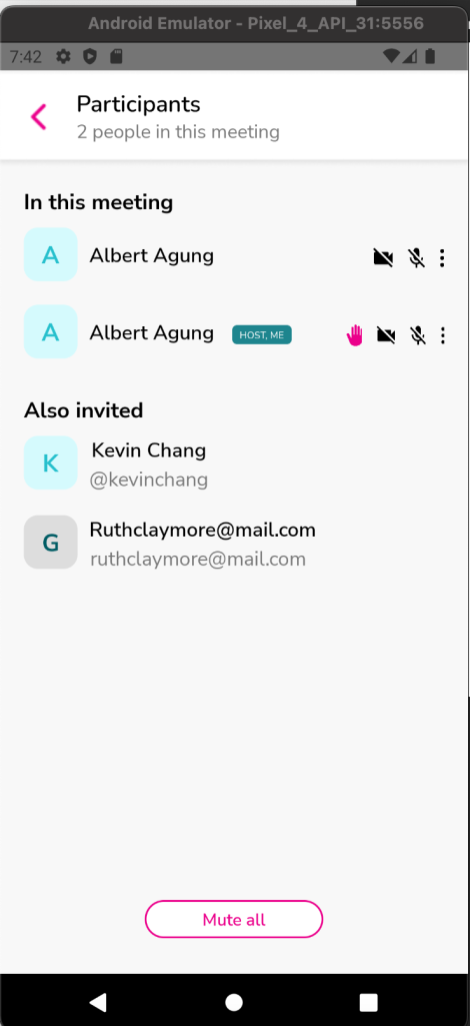 Android Emulator - Pixel_4_API_31:5556
7:42
Participants
2 people in this meeting
In this meeting
A
Albert Agung
A
Albert Agung HOST, ME
Also invited
K
Kevin Chang
@kevinchang
G
Ruthclaymore@mail.com
ruthclaymore@mail.com
Mute all